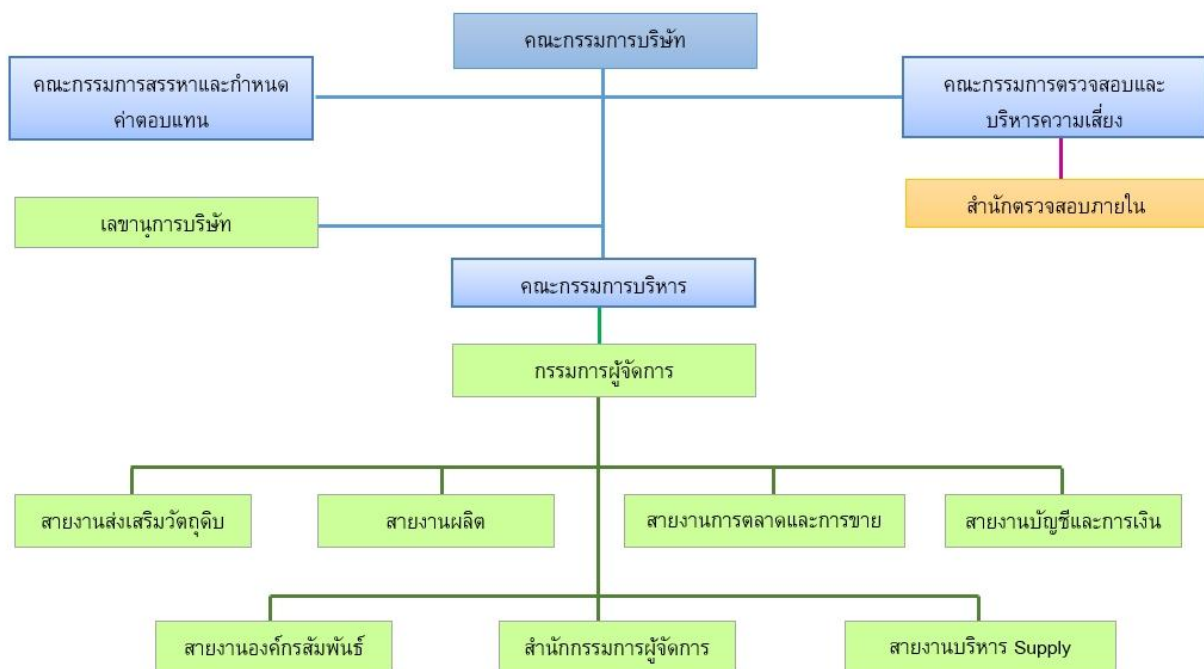 คณะกรรมการบริษัท
คณะกรรมการสรรหาและกำหนด
ค่าตอบแทน
คณะกรรมการตรวจสอบและ
บริหารความเสี่ยง
สำนักตรวจสอบภายใน
เลขานุการบริษัท
คณะกรรมการบริหาร
กรรมการผู้จัดการ
สายงานส่งเสริมวัตถุดิบ
สายงานผลิต
สายงานการตลาดและการขาย
สายงานบัญชีและการเงิน
สายงานองค์กรสัมพันธ์
สำนักกรรมการผู้จัดการ
สายงานบริหาร Supply